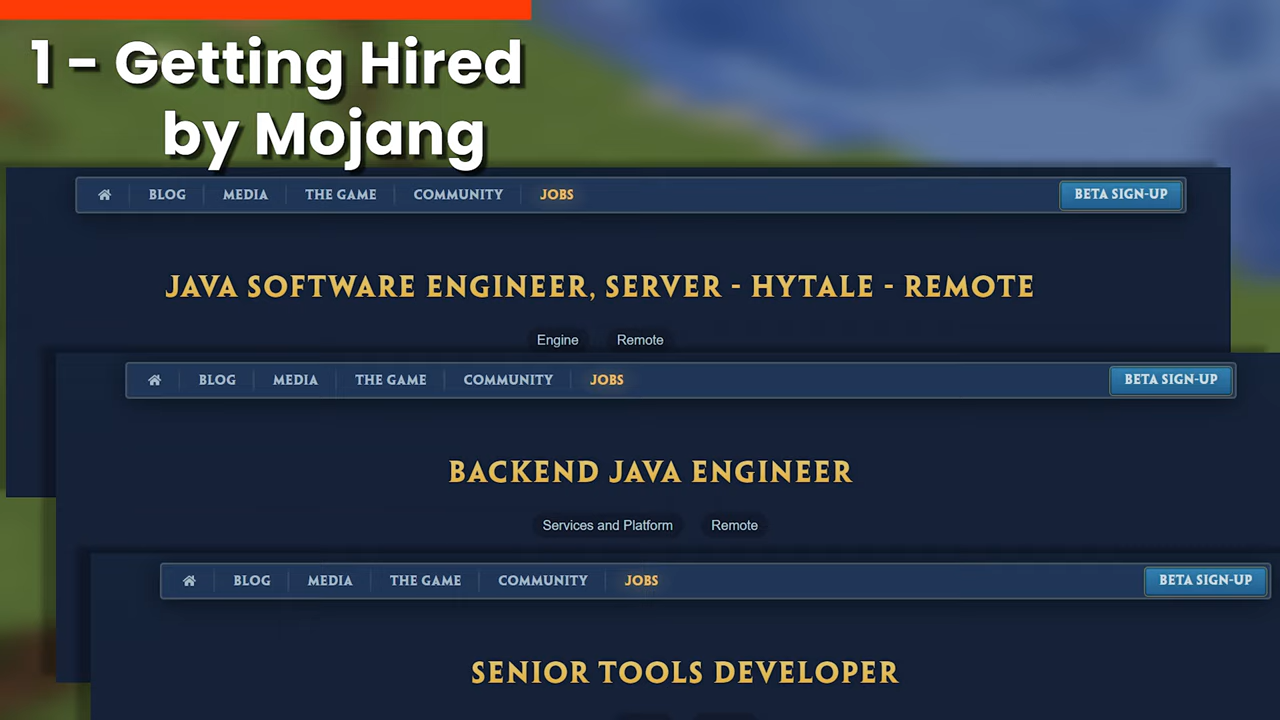 1 - Getting Hired
by Mojang
BLOG MEDIA THE GAME COMMUNITY JOBS BETA SIGN-UP
JAVA SOFTWARE ENGINEER, SERVER - HYTALE - REMOTE
Engine Remote
BLOG MEDIA THE GAME COMMUNITY JOBS BETA SIGN-UP
BACKEND JAVA ENGINEER
Services and Platform Remote
BLOG MEDIA THE GAME COMMUNITY JOBS BETA SIGN-UP
SENIOR TOOLS DEVELOPER